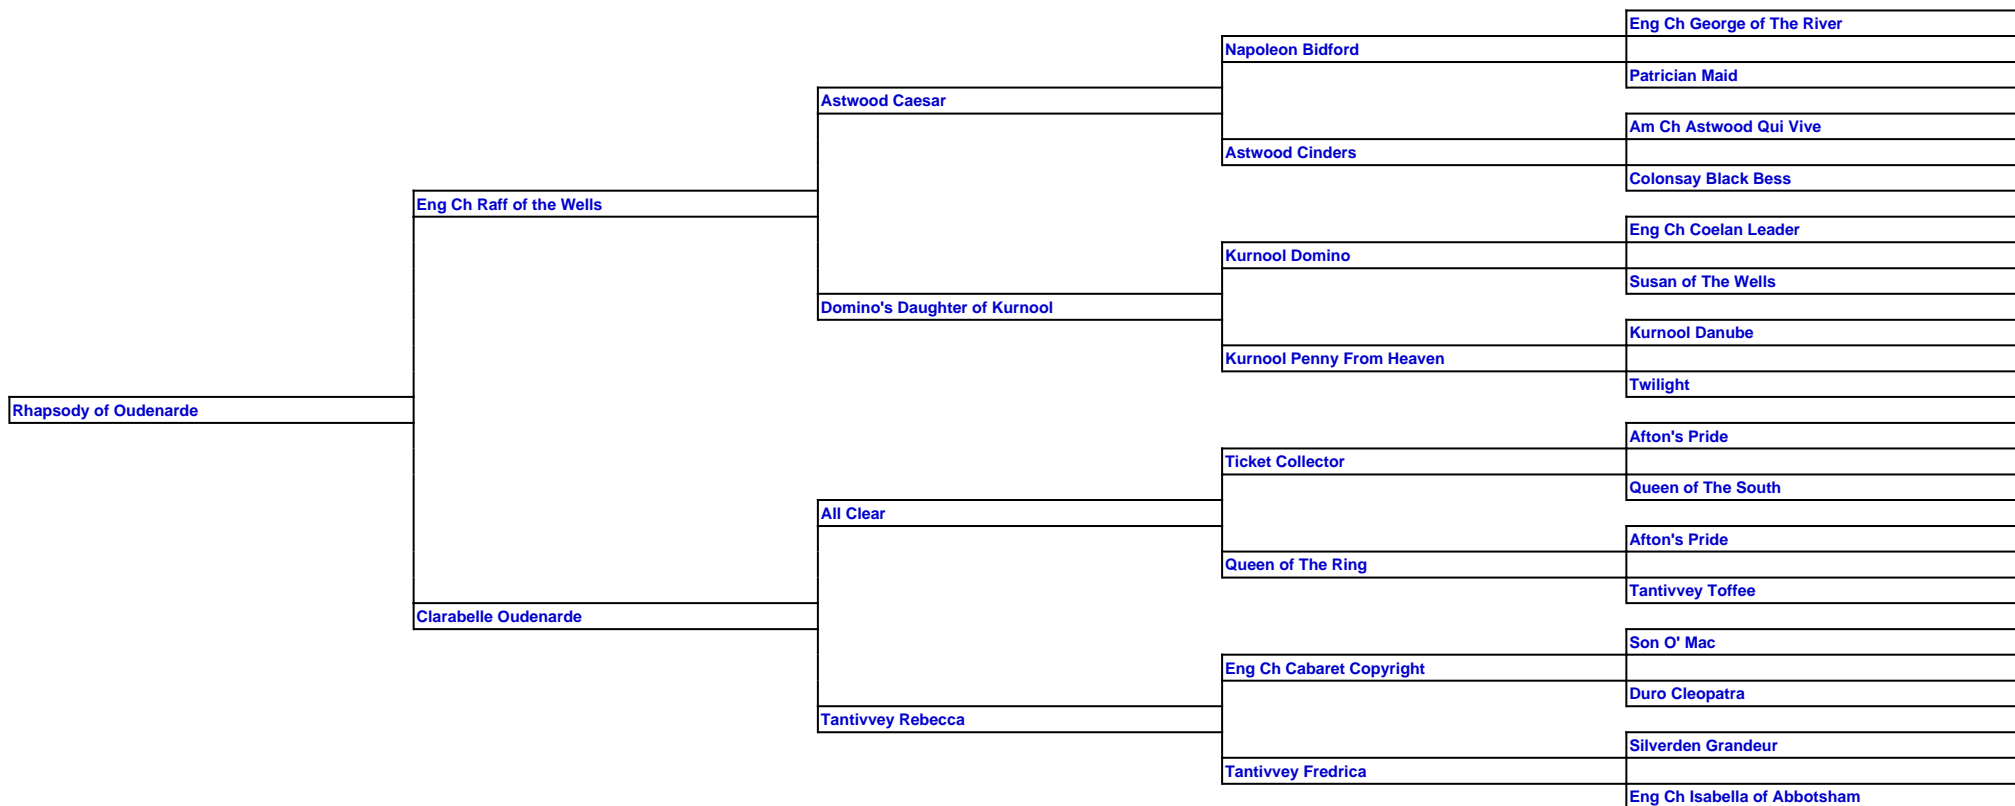 Eng Ch George of The River
Napoleon Bidford
Patrician Maid
Astwood Caesar
Am Ch Astwood Qui Vive
Astwood Cinders
Colonsay Black Bess
Eng Ch Raff of the Wells
Eng Ch Coelan Leader
Kurnool Domino
Susan of The Wells
Domino's Daughter of Kurnool
Kurnool Danube
Kurnool Penny From Heaven
Twilight
Rhapsody of Oudenarde
Afton's Pride
Ticket Collector
Queen of The South
All Clear
Afton's Pride
Queen of The Ring
Tantivvey Toffee
Clarabelle Oudenarde
Son O' Mac
Eng Ch Cabaret Copyright
Duro Cleopatra
Tantivvey Rebecca
Silverden Grandeur
Tantivvey Fredrica
Eng Ch Isabella of Abbotsham